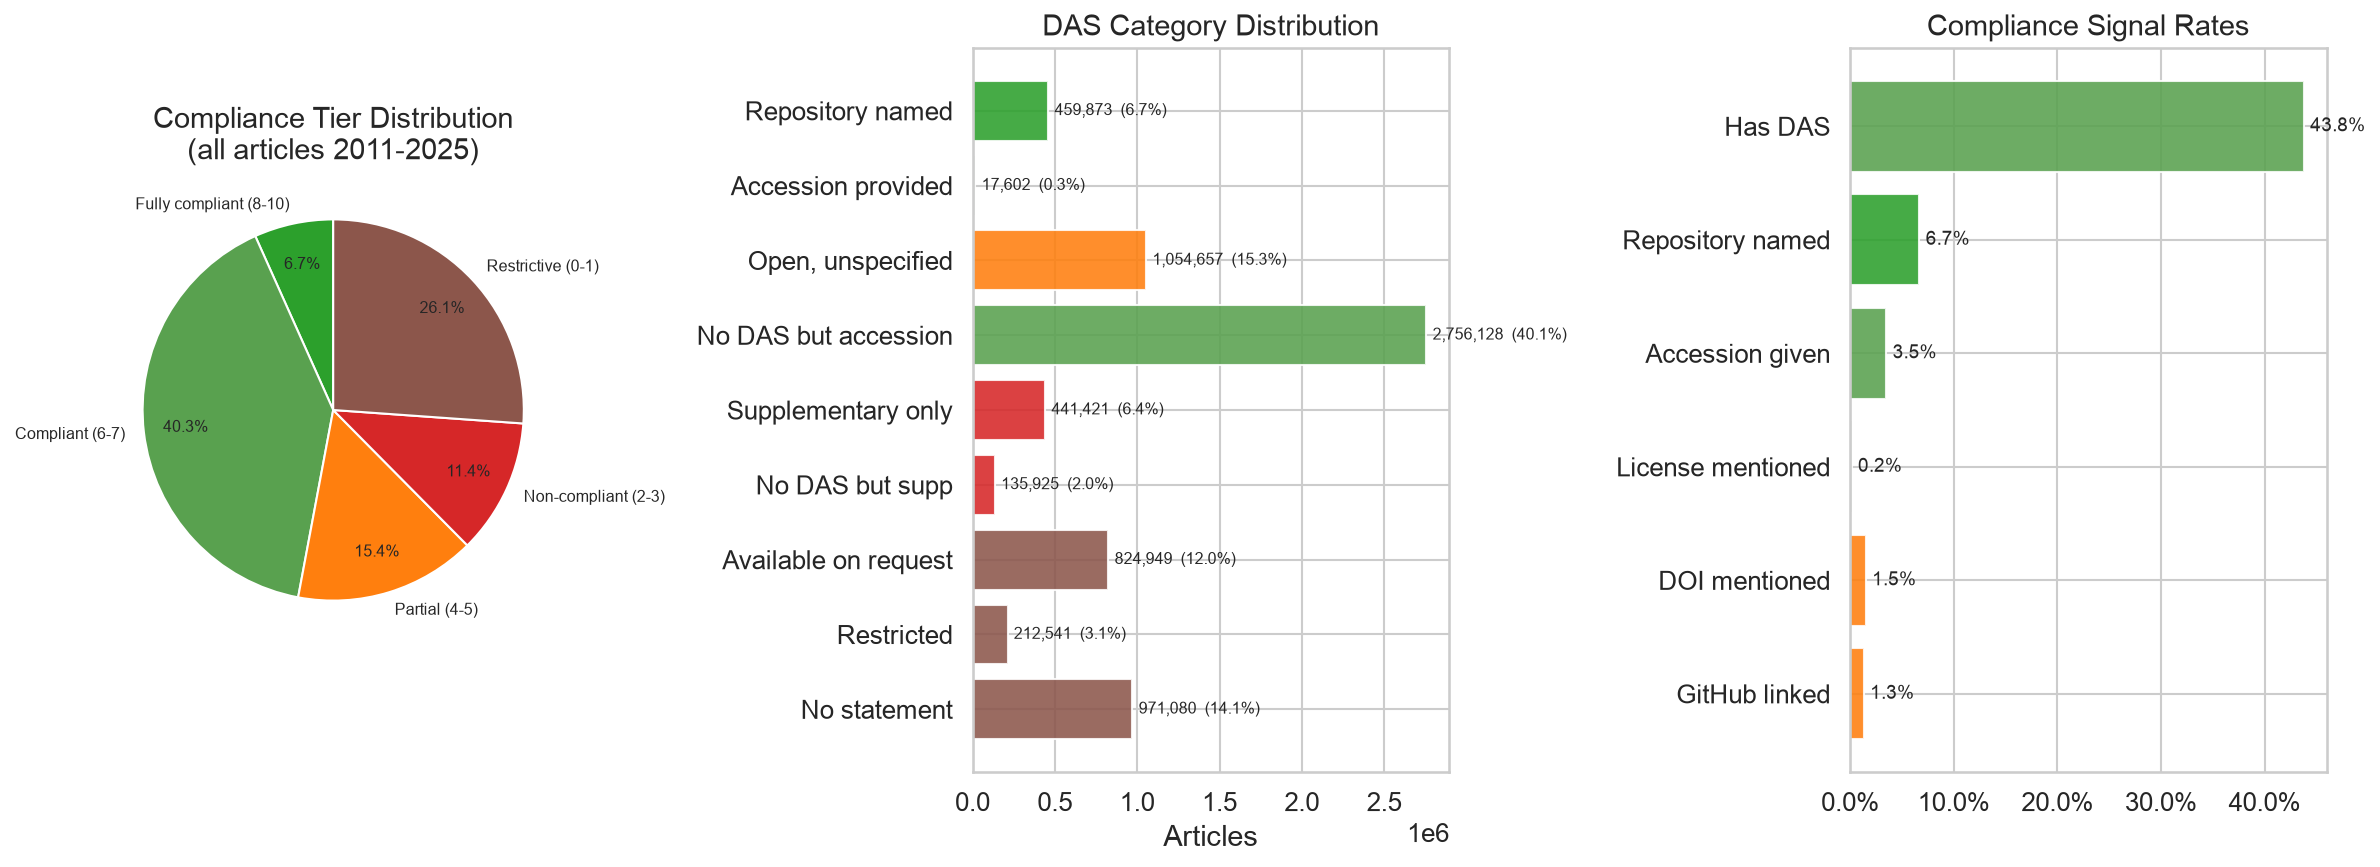 Compliance Tier Distribution
(all articles 2011-2025)
Fully compliant (8-10)
6.7%
Restrictive (0-1)
26.1%
Compliant (6-7)
40.3%
11.4%
Non-compliant (2-3)
15.4%
Partial (4-5)
DAS Category Distribution
Repository named
459,873 (6.7%)
Accession provided
17,602 (0.3%)
Open, unspecified
1,054,657 (15.3%)
No DAS but accession
2,756,128 (40.1%)
Supplementary only
441,421 (6.4%)
No DAS but supp
135,925 (2.0%)
Available on request
824,949 (12.0%)
Restricted
212,541 (3.1%)
No statement
971,080 (14.1%)
0.0 0.5 1.0 1.5 2.0 2.5
1e6
Articles
Compliance Signal Rates
Has DAS
43.8%
Repository named
6.7%
Accession given
3.5%
License mentioned
0.2%
DOI mentioned
1.5%
GitHub linked
1.3%
0.0% 10.0% 20.0% 30.0% 40.0%